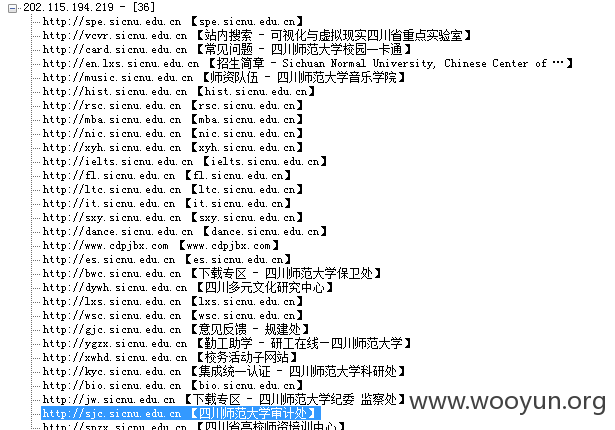 202.115.194.219 - [36]
http://spe.sicnu.edu.cn 【spe.sicnu.edu.cn】
http://vcvr.sicnu.edu.cn 【站内搜索 - 可视化与虚拟现实四川省重点实验室】
http://card.sicnu.edu.cn 【常见问题 - 四川师范大学校园一卡通】
http://en.lxs.sicnu.edu.cn 【招生简章 - Sichuan Normal University, Chinese Center of …】
http://music.sicnu.edu.cn 【师资队伍 - 四川师范大学音乐学院】
http://hist.sicnu.edu.cn 【hist.sicnu.edu.cn】
http://rsc.sicnu.edu.cn 【rsc.sicnu.edu.cn】
http://mba.sicnu.edu.cn 【mba.sicnu.edu.cn】
http://nic.sicnu.edu.cn 【nic.sicnu.edu.cn】
http://xyh.sicnu.edu.cn 【xyh.sicnu.edu.cn】
http://ielts.sicnu.edu.cn 【ielts.sicnu.edu.cn】
http://fl.sicnu.edu.cn 【fl.sicnu.edu.cn】
http://ltc.sicnu.edu.cn 【ltc.sicnu.edu.cn】
http://it.sicnu.edu.cn 【it.sicnu.edu.cn】
http://sxy.sicnu.edu.cn 【sxy.sicnu.edu.cn】
http://dance.sicnu.edu.cn 【dance.sicnu.edu.cn】
http://www.cdpjbx.com 【www.cdpjbx.com】
http://es.sicnu.edu.cn 【es.sicnu.edu.cn】
http://bwc.sicnu.edu.cn 【下载专区 - 四川师范大学保卫处】
http://dywh.sicnu.edu.cn 【四川多元文化研究中心】
http://lxs.sicnu.edu.cn 【lxs.sicnu.edu.cn】
http://wsc.sicnu.edu.cn 【wsc.sicnu.edu.cn】
http://gjc.sicnu.edu.cn 【意见反馈 - 规建处】
http://ygzx.sicnu.edu.cn 【勤工助学 - 研工在线—四川师范大学】
http://xwhd.sicnu.edu.cn 【校务活动子网站】
http://kyc.sicnu.edu.cn 【集成统一认证 - 四川师范大学科研处】
http://bio.sicnu.edu.cn 【bio.sicnu.edu.cn】
http://jw.sicnu.edu.cn 【下载专区 - 四川师范大学纪委 监察处】
http://sjc.sicnu.edu.cn 【四川师范大学审计处】
http://spzx.sicnu.edu.cn 【四川省高校师资培训中心】
www.wooyun.org